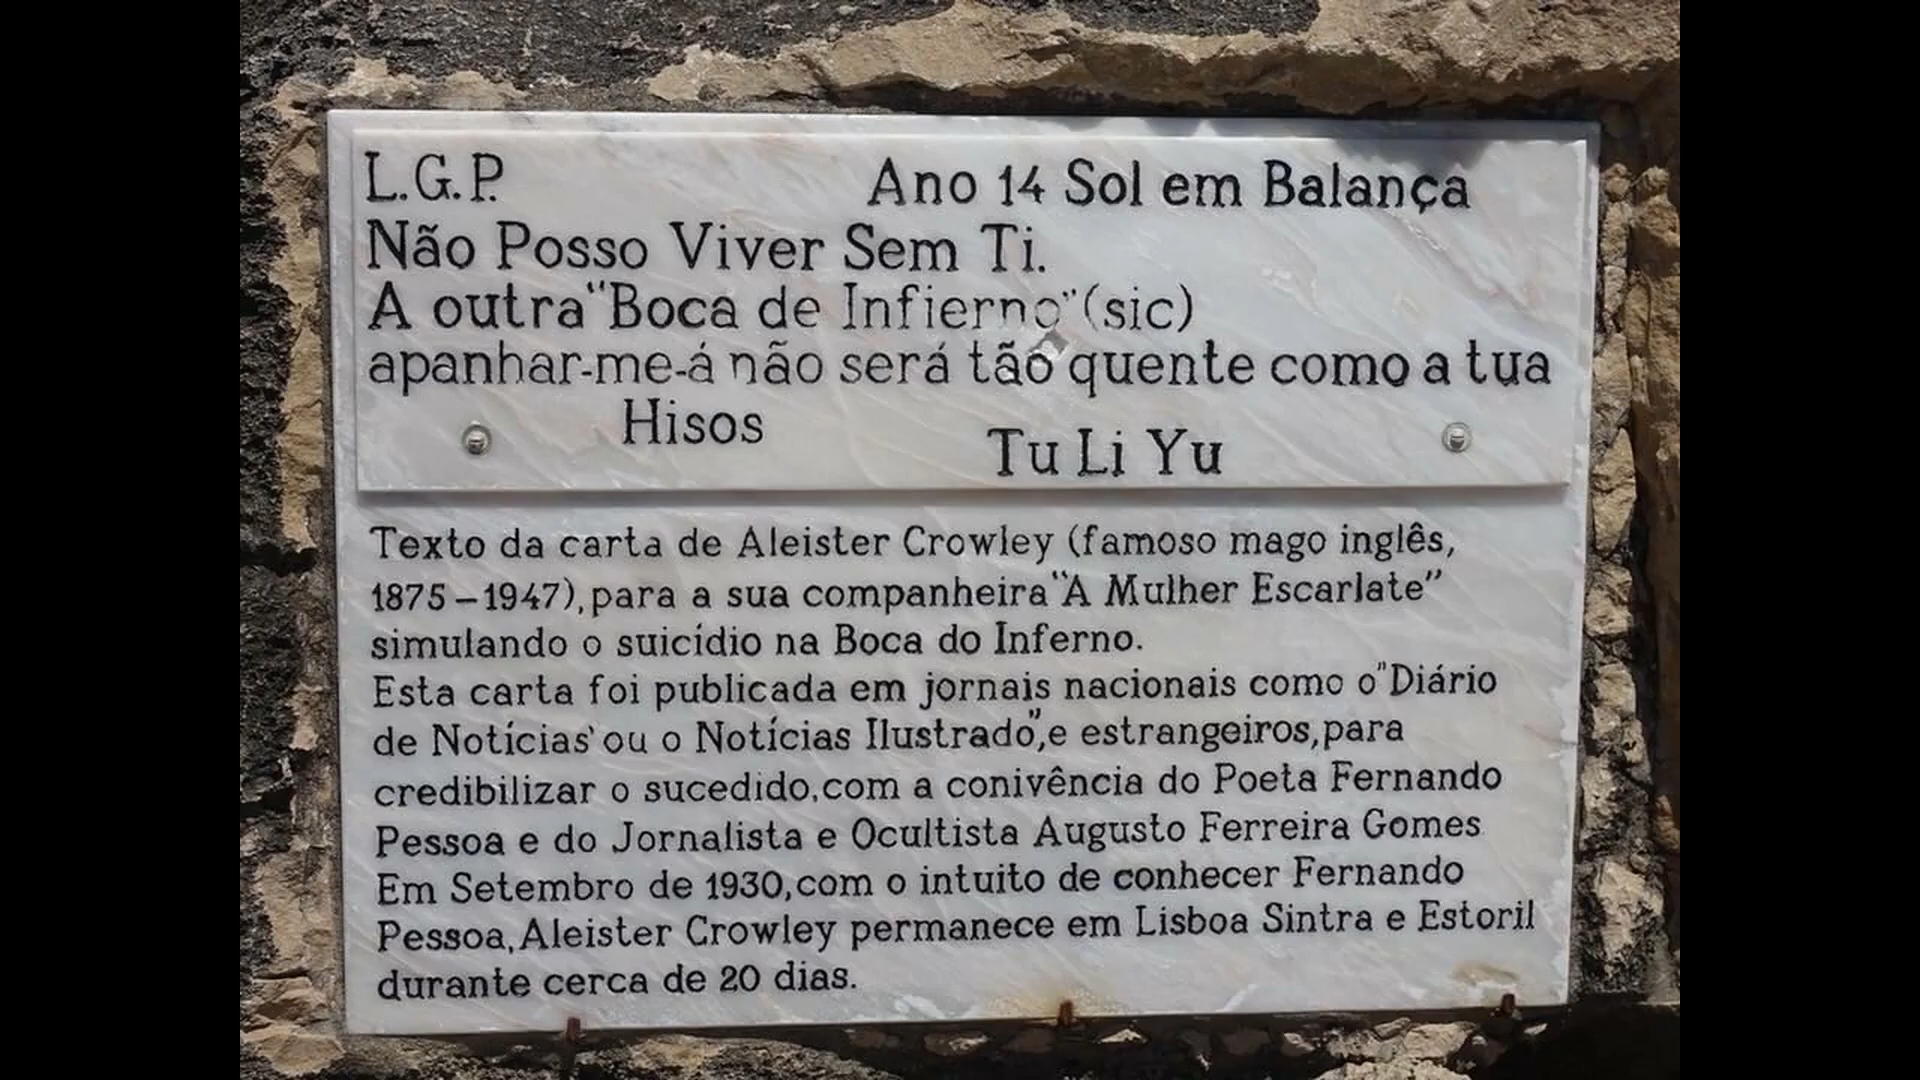 L.G.P. Ano 14 Sol em Balança
Não Posso Viver Sem Ti.
A outra "Boca de Infierno" (sic)
apanhar-me-á não será tão quente como a tua
Hisos
Tu Li Yu
Texto da carta de Aleister Crowley (famoso mago inglês,
1875-1947), para a sua companheira "A Mulher Escarlate"
simulando o suicídio na Boca do Inferno.
Esta carta foi publicada em jornais nacionais como o "Diário
de Notícias' ou o Notícias Ilustrado", e estrangeiros, para
credibilizar o sucedido, com a conivência do Poeta Fernando
Pessoa e do Jornalista e Ocultista Augusto Ferreira Gomes
Em Setembro de 1930, com o intuito de conhecer Fernando
Pessoa, Aleister Crowley permanece em Lisboa Sintra e Estoril
durante cerca de 20 dias.